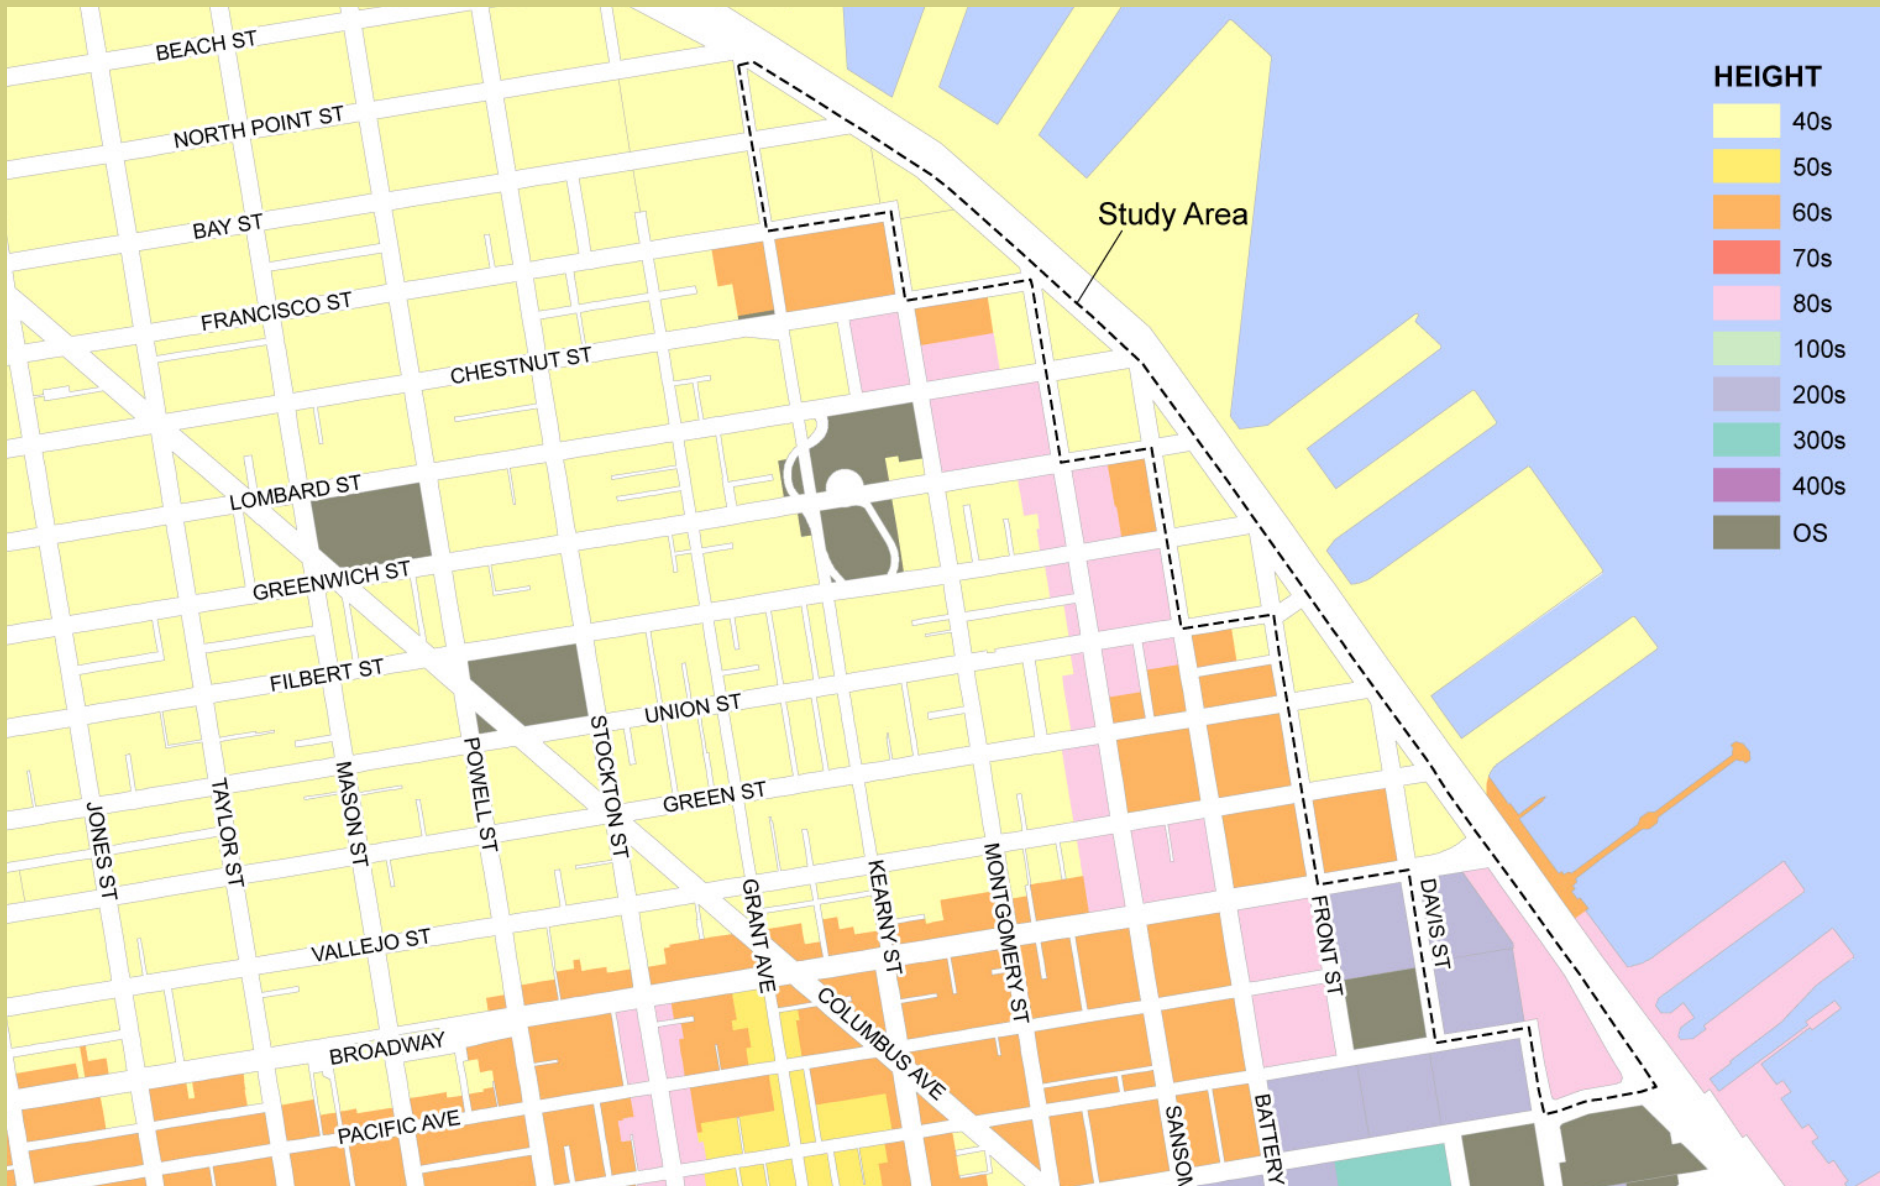 BEACH ST
NORTH POINT ST
BAY ST
FRANCISCO ST
CHESTNUT ST
LOMBARD ST
GREENWICH ST
FILBERT ST
UNION ST
GREEN ST
VALLEJO ST
BROADWAY
PACIFIC AVE
JONES ST
TAYLOR ST
MASON ST
POWELL ST
STOCKTON ST
GRANT AVE
KEARNY ST
MONTGOMERY ST
COLUMBUS AVE
SANSOM
BATTERY
FRONT ST
DAVIS ST
Study Area
HEIGHT
40s
50s
60s
70s
80s
100s
200s
300s
400s
OS